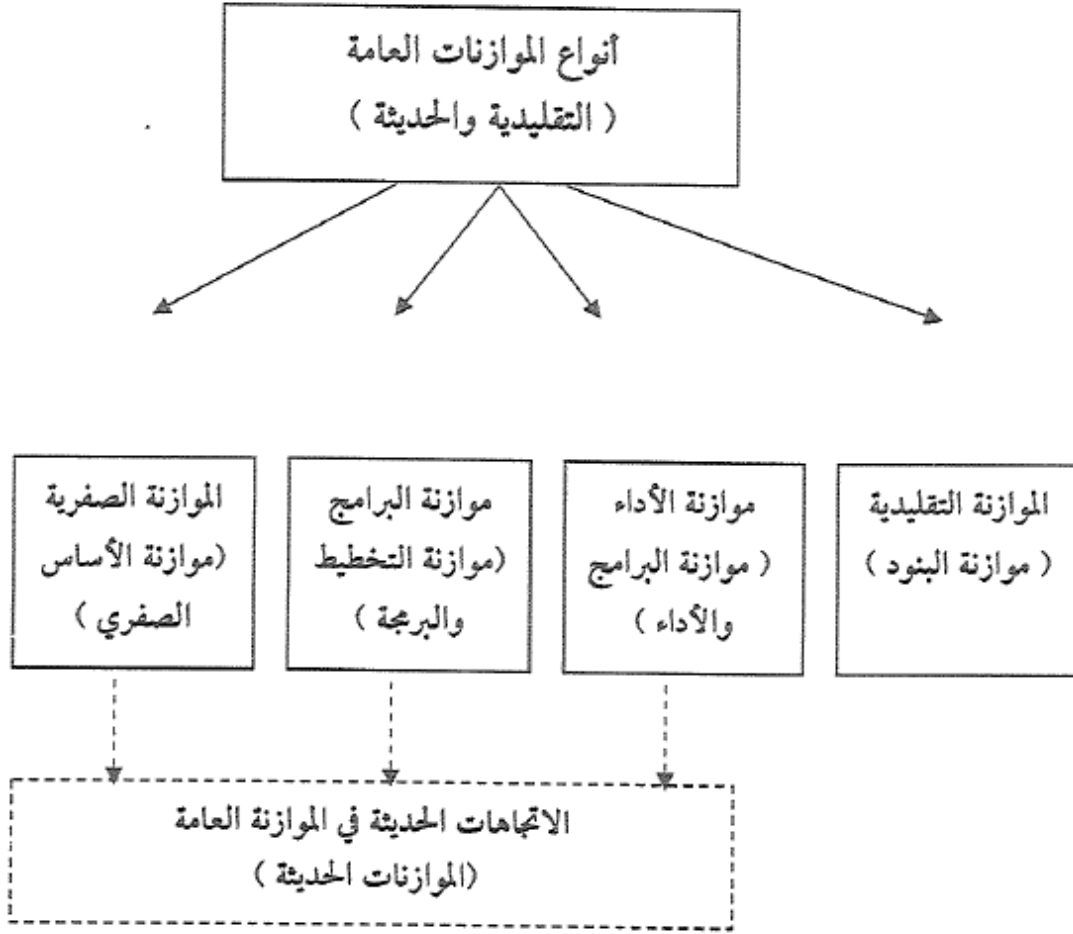 أنواع الموازنات العامة
( التقليدية والحديثة )
الموازنة التقليدية
( موازنة البنود )
موازنة الأداء
( موازنة البرامج
والأداء )
موازنة البرامج
(موازنة التخطيط
والبرمجة )
الموازنة الصفرية
(موازنة الأساس
الصفري )
الاتجاهات الحديثة في الموازنة العامة
(الموازنات الحديثة )